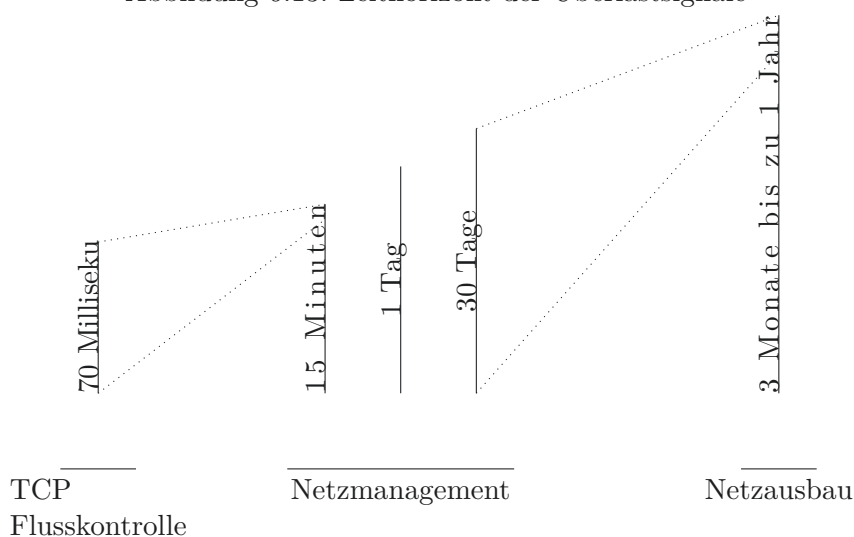 70 Milliseku
15 Minuten
1 Tag
30 Tage
3 Monate bis zu 1 Jahr
TCP
Flusskontrolle
Netzmanagement
Netzausbau